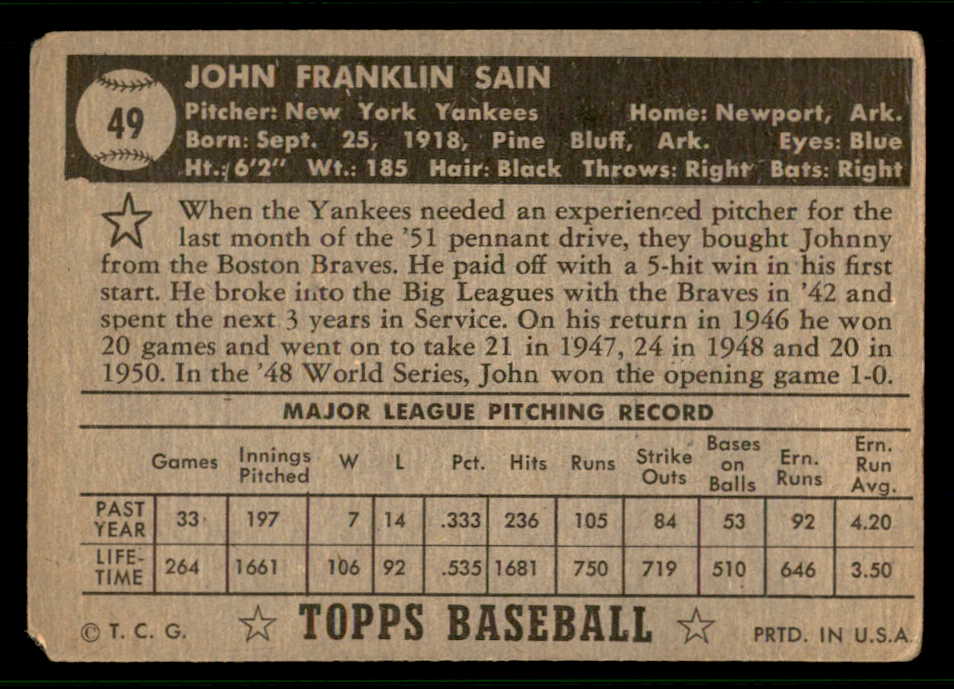 49
JOHN FRANKLIN SAIN
Pitcher: New York Yankees Home: Newport, Ark.
Born: Sept. 25, 1918, Pine Bluff, Ark. Eyes: Blue
Ht.: 6'2" Wt.: 185 Hair: Black Throws: Right Bats: Right
When the Yankees needed an experienced pitcher for the
last month of the '51 pennant drive, they bought Johnny
from the Boston Braves. He paid off with a 5-hit win in his first
start. He broke into the Big Leagues with the Braves in '42 and
spent the next 3 years in Service. On his return in 1946 he won
20 games and went on to take 21 in 1947, 24 in 1948 and 20 in
1950. In the '48 World Series, John won the opening game 1-0.
MAJOR LEAGUE PITCHING RECORD
Games Innings Pitched W L Pct. Hits Runs Strike Outs Bases on Balls Ern. Runs Ern. Run Avg.
PAST YEAR 33 197 7 14 .333 236 105 84 53 92 4.20
LIFE-TIME 264 1661 106 92 .535 1681 750 719 510 646 3.50
© T. C. G. ☆ TOPPS BASEBALL ☆ PRTD. IN U.S.A.